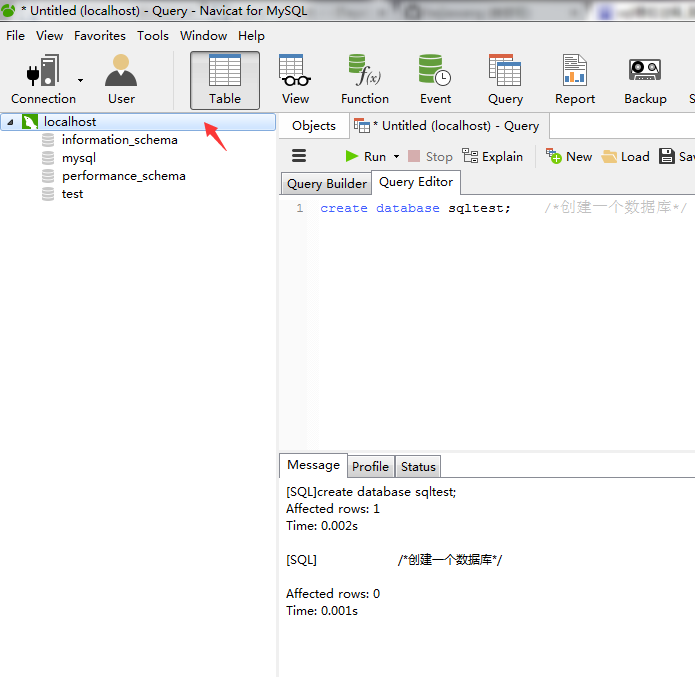 * Untitled (localhost) - Query - Navicat for MySQL
File View Favorites Tools Window Help
Connection User Table View Function Event Query Report Backup
localhost
information_schema
mysql
performance_schema
test
Objects * Untitled (localhost) - Query
Run Stop Explain New Load Sav
Query Builder Query Editor
1 create database sqltest; /*创建一个数据库*/
Message Profile Status
[SQL]create database sqltest;
Affected rows: 1
Time: 0.002s
[SQL] /*创建一个数据库*/
Affected rows: 0
Time: 0.001s